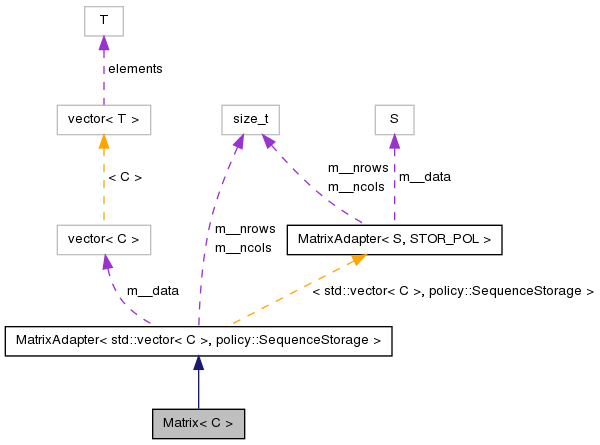 T
elements
vector< T >
size_t
S
< C >
m__nrows
m__ncols
m__data
vector< C >
m__nrows
m__ncols
MatrixAdapter< S, STOR_POL >
m__data
< std::vector< C >, policy::SequenceStorage >
MatrixAdapter< std::vector< C >, policy::SequenceStorage >
Matrix< C >